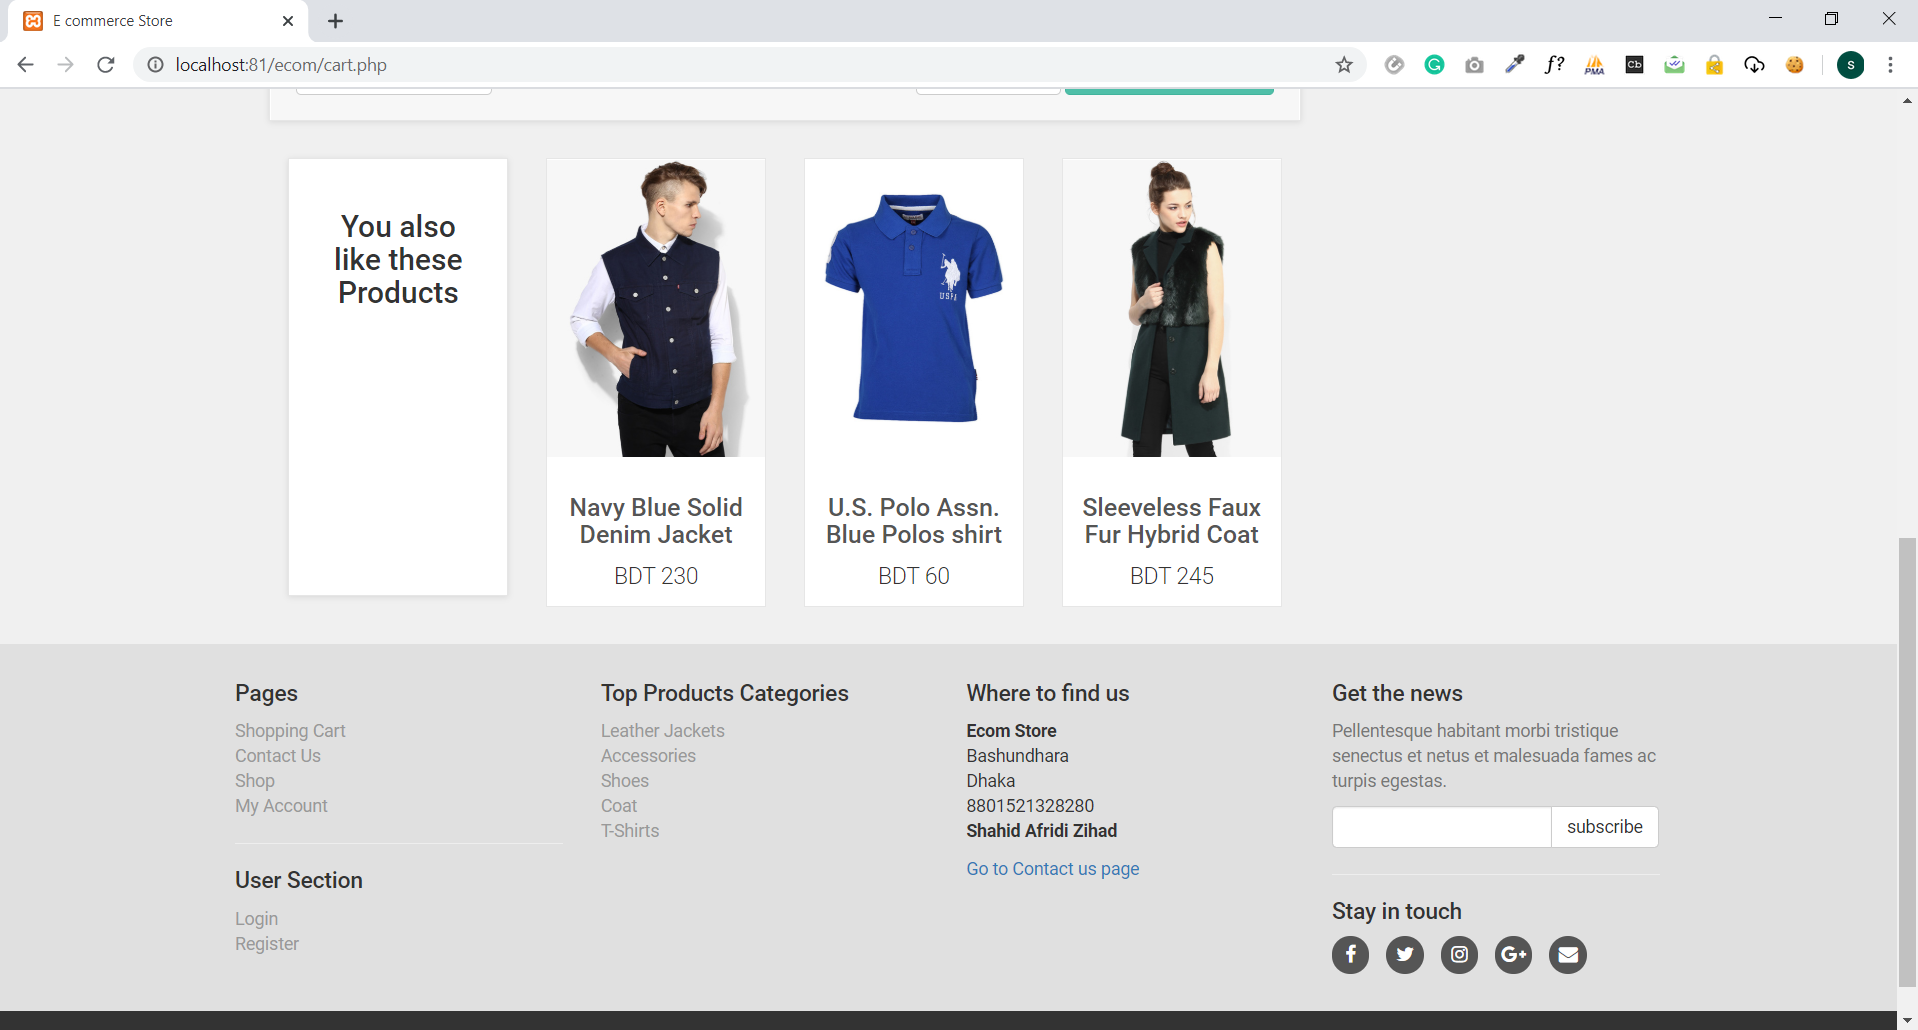 E commerce Store
localhost:81/ecom/cart.php
f?
PMA
Cb
S
You also
like these
Products
USPA
Navy Blue Solid
Denim Jacket
BDT 230
U.S. Polo Assn.
Blue Polos shirt
BDT 60
Sleeveless Faux
Fur Hybrid Coat
BDT 245
Pages
Shopping Cart
Contact Us
Shop
My Account
User Section
Login
Register
Top Products Categories
Leather Jackets
Accessories
Shoes
Coat
T-Shirts
Where to find us
Ecom Store
Bashundhara
Dhaka
8801521328280
Shahid Afridi Zihad
Go to Contact us page
Get the news
Pellentesque habitant morbi tristique
senectus et netus et malesuada fames ac
turpis egestas.
subscribe
Stay in touch